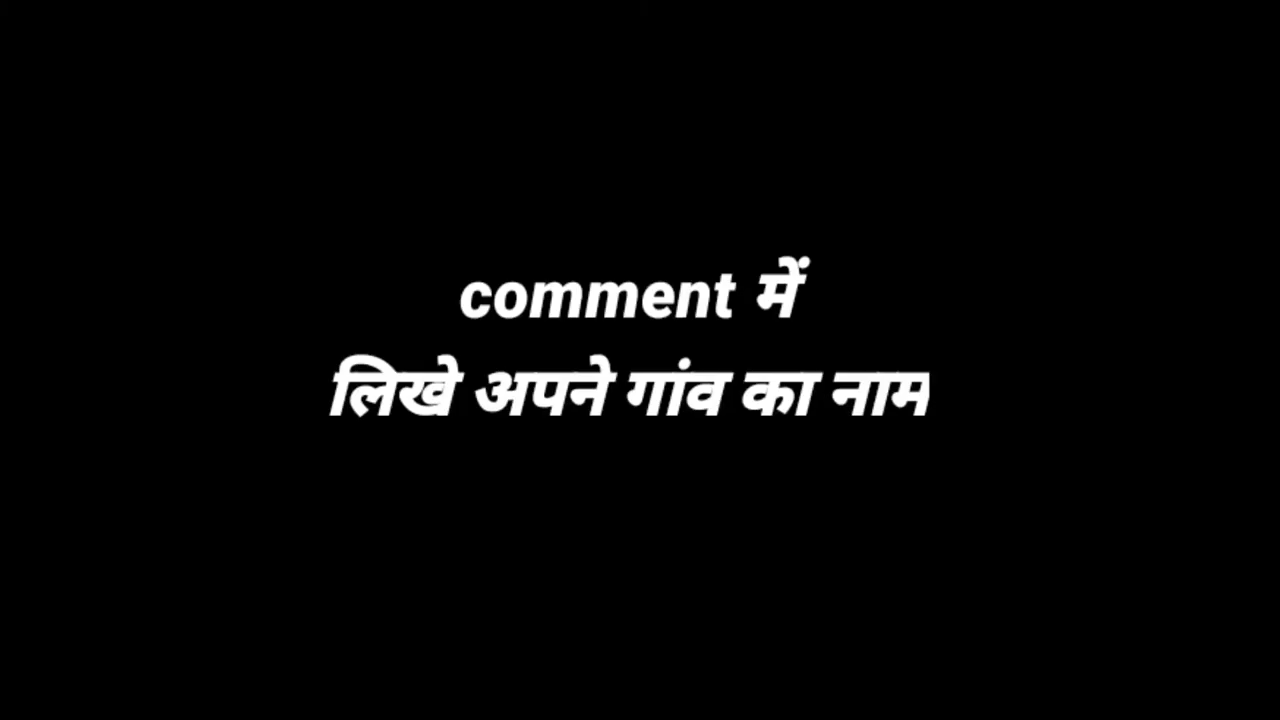 comment में
लिखे अपने गांव का नाम